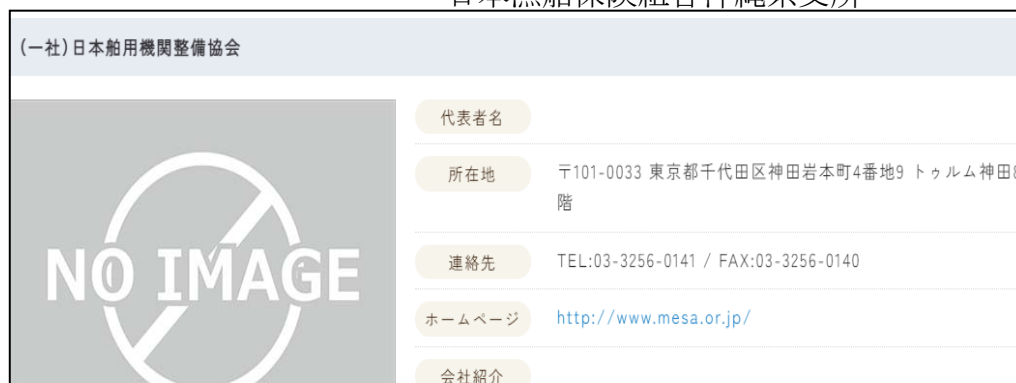 (一社)日本舶用機関整備協会
NO IMAGE
代表者名
所在地
〒101-0033 東京都千代田区神田岩本町4番地9 トゥルム神田8
階
連絡先
TEL:03-3256-0141 / FAX:03-3256-0140
ホームページ
http://www.mesa.or.jp/
会社紹介